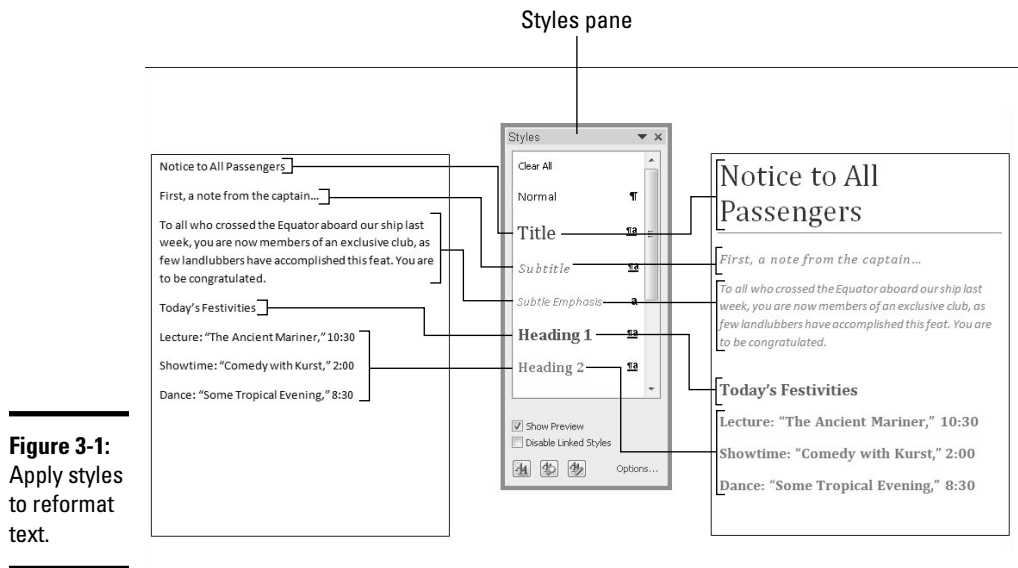 Styles pane
Notice to All Passengers
First, a note from the captain...
To all who crossed the Equator aboard our ship last
week, you are now members of an exclusive club, as
few landlubbers have accomplished this feat. You are
to be congratulated.
Today's Festivities
Lecture: "The Ancient Mariner," 10:30
Showtime: "Comedy with Kurst," 2:00
Dance: "Some Tropical Evening," 8:30
Styles
Clear All
Normal ¶
Title ¶a
Subtitle ¶a
Subtle Emphasis a
Heading 1 ¶a
Heading 2 ¶a
Show Preview
Disable Linked Styles
Options...
Notice to All
Passengers
First, a note from the captain...
To all who crossed the Equator aboard our ship last
week, you are now members of an exclusive club, as
few landlubbers have accomplished this feat. You are
to be congratulated.
Today's Festivities
Lecture: "The Ancient Mariner," 10:30
Showtime: "Comedy with Kurst," 2:00
Dance: "Some Tropical Evening," 8:30
Figure 3-1:
Apply styles
to reformat
text.